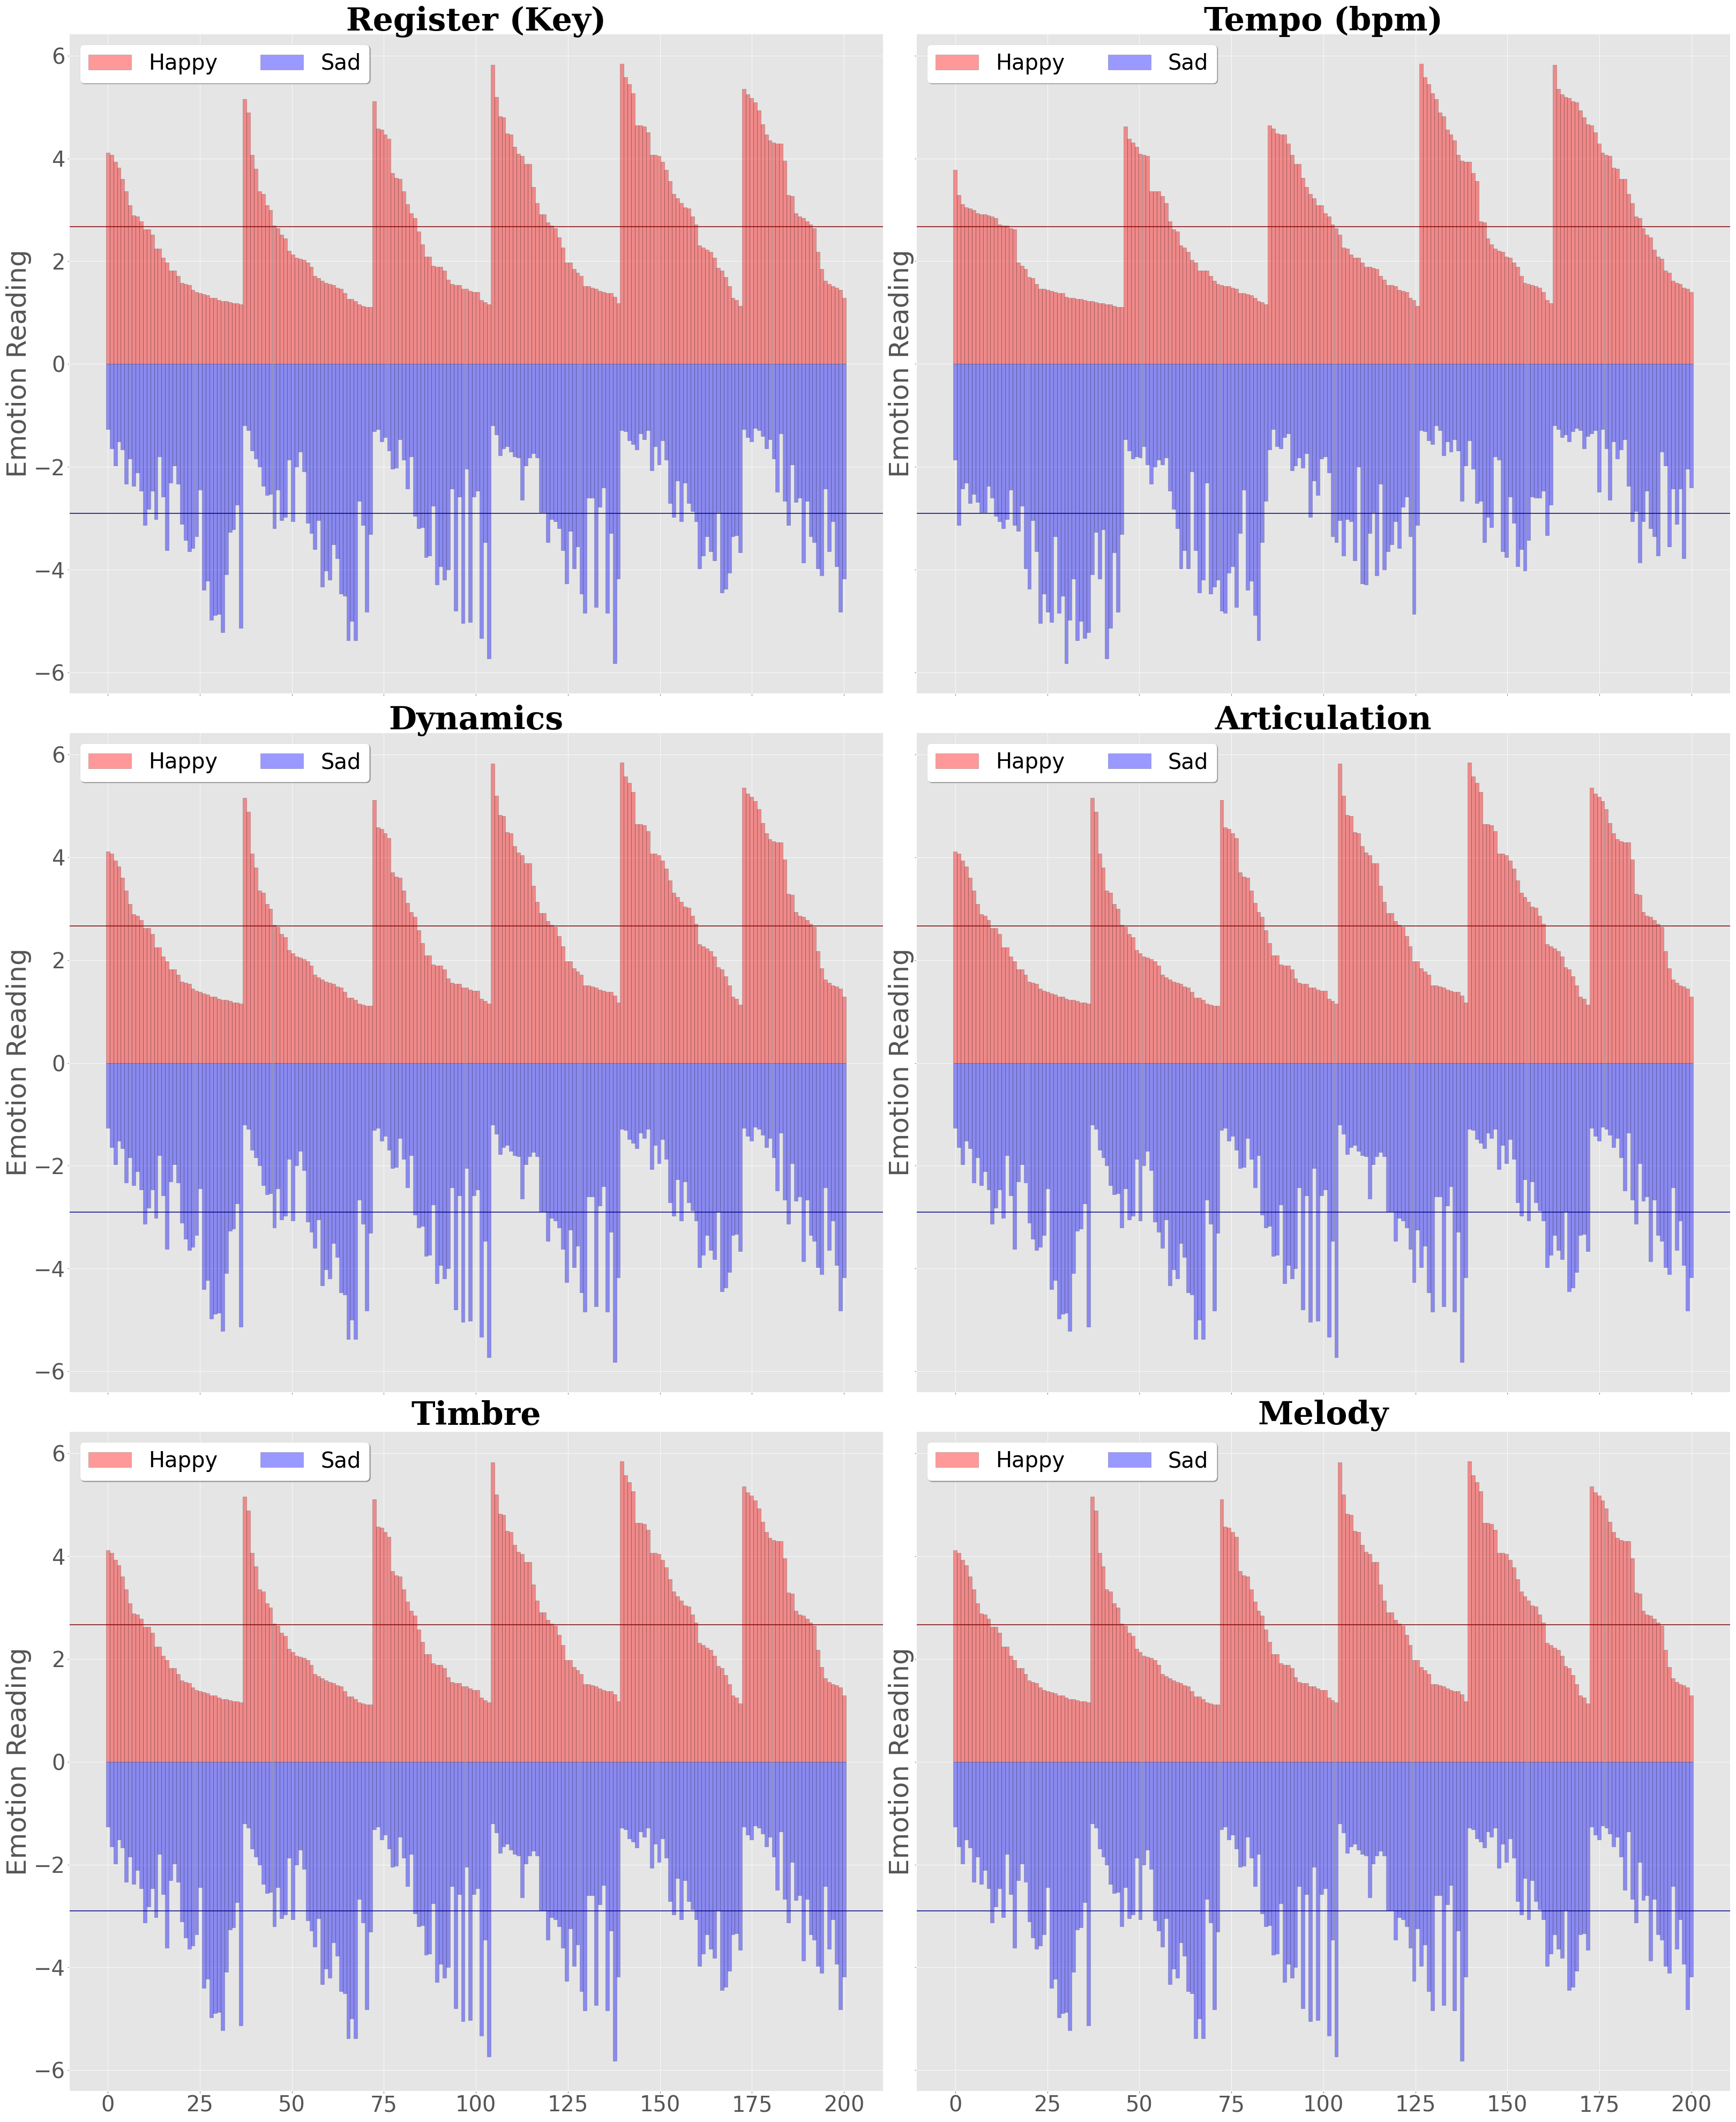 Register (Key)
Tempo (bpm)
Happy Sad
Happy Sad
6
4
2
0
−2
−4
−6
Emotion Reading
Emotion Reading
Dynamics
Articulation
Happy Sad
Happy Sad
6
4
2
0
−2
−4
−6
Emotion Reading
Emotion Reading
Timbre
Melody
Happy Sad
Happy Sad
6
4
2
0
−2
−4
−6
Emotion Reading
Emotion Reading
0 25 50 75 100 125 150 175 200
0 25 50 75 100 125 150 175 200